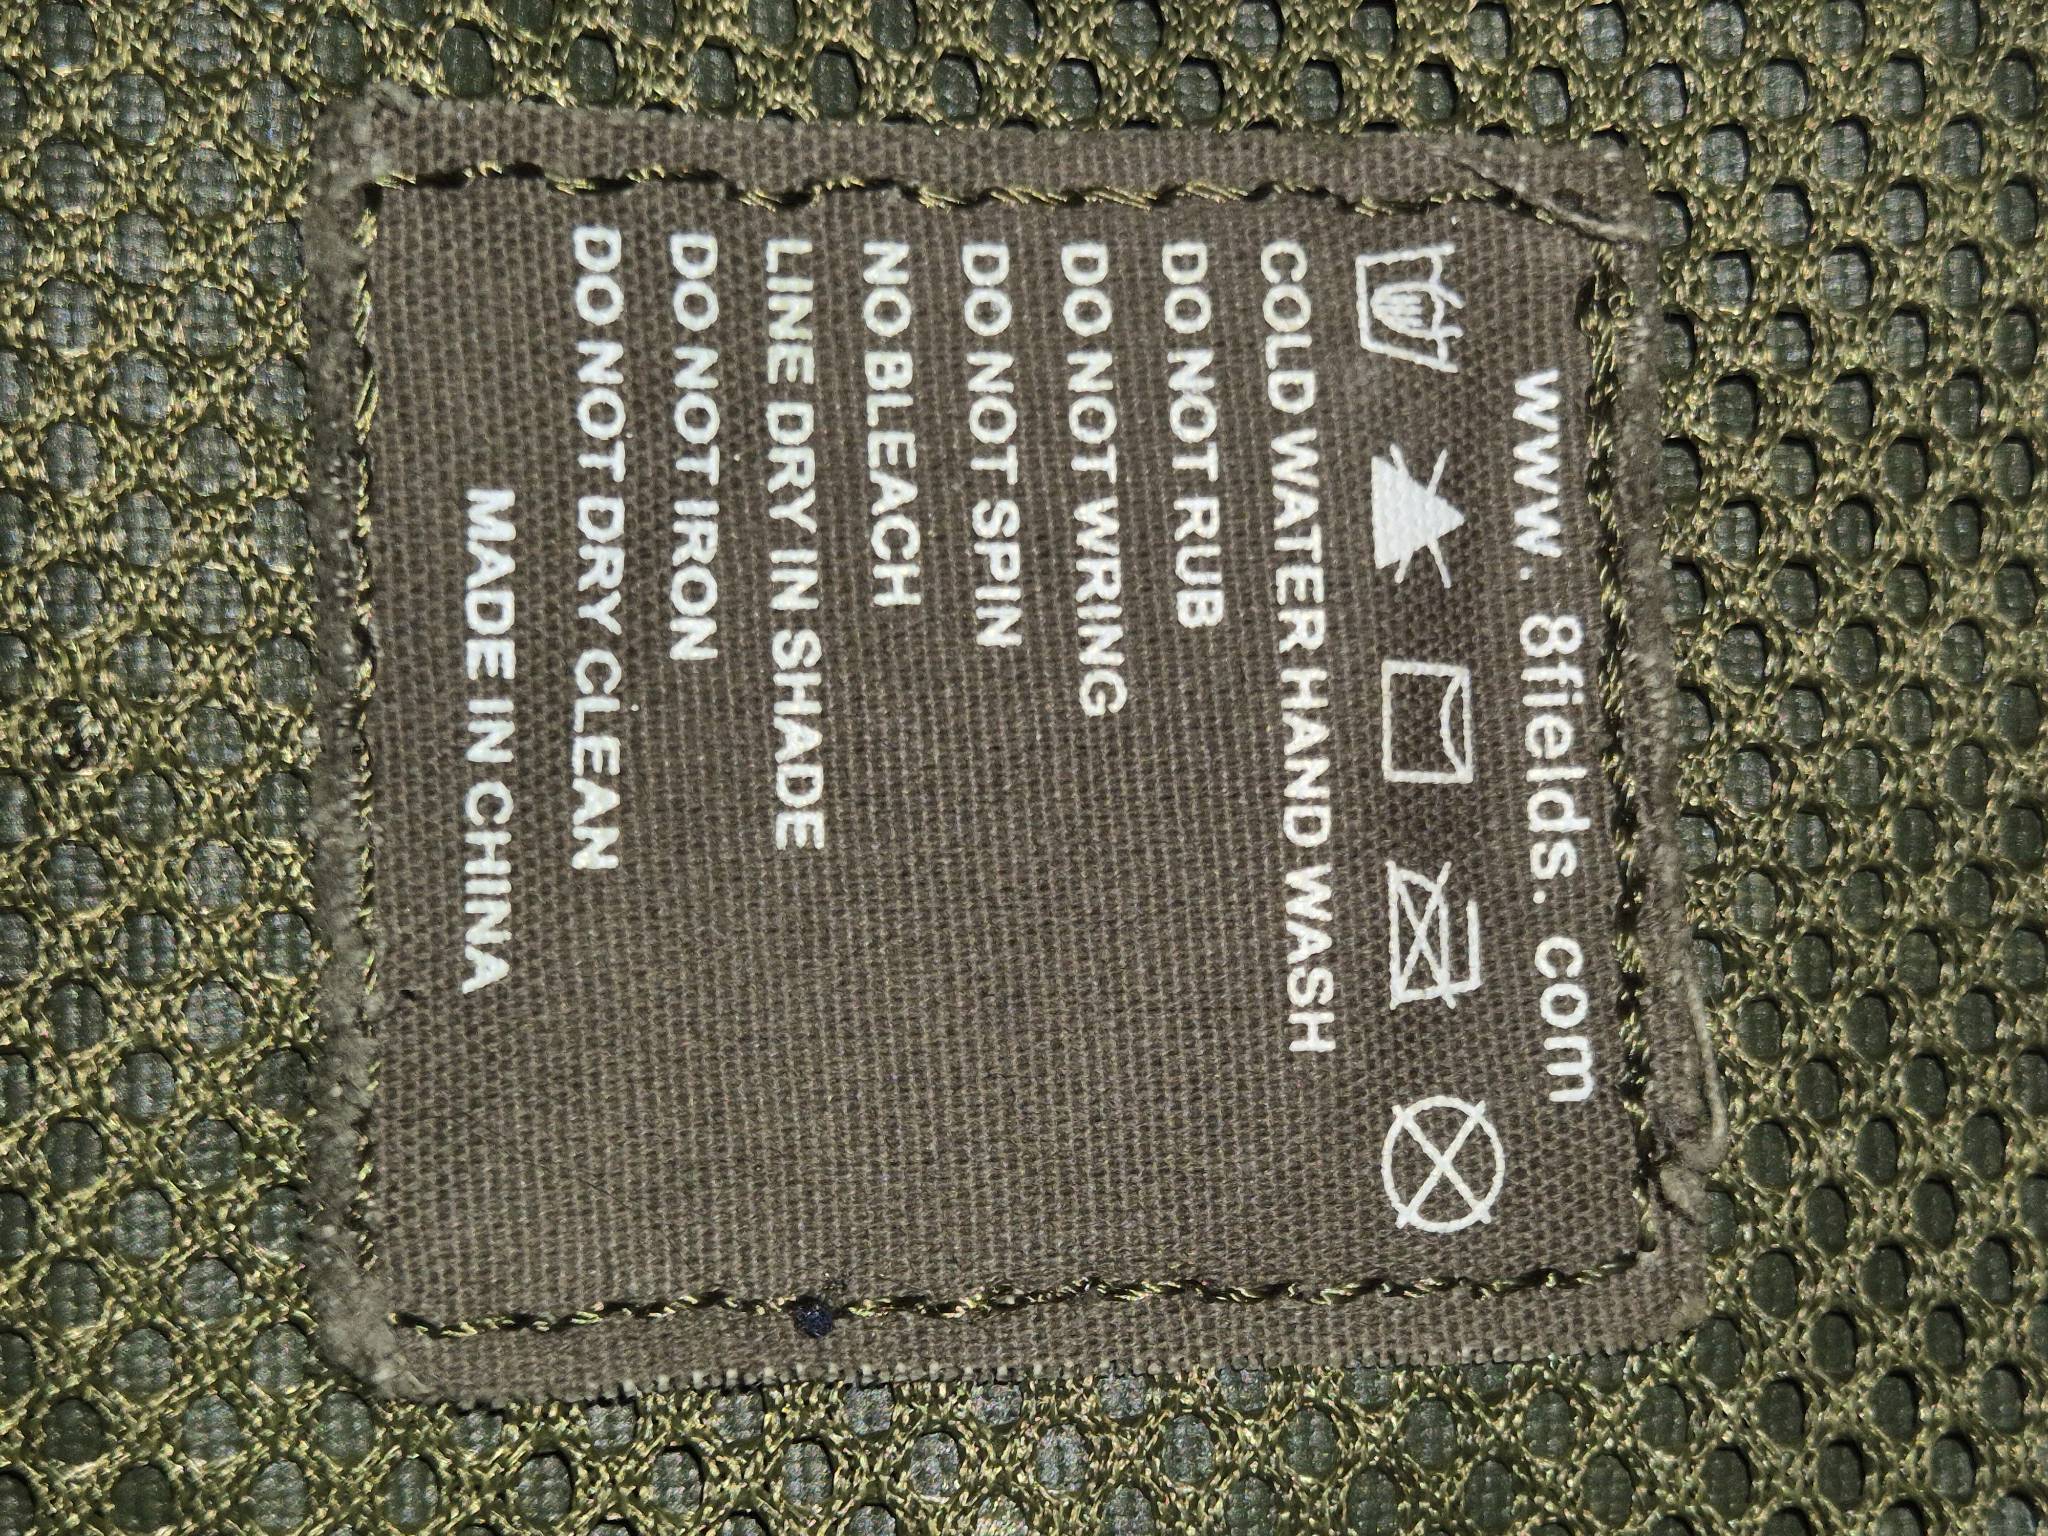 www. 8fields. com
COLD WATER HAND WASH
DO NOT RUB
DO NOT WRING
DO NOT SPIN
NO BLEACH
LINE DRY IN SHADE
DO NOT IRON
DO NOT DRY CLEAN
MADE IN CHINA